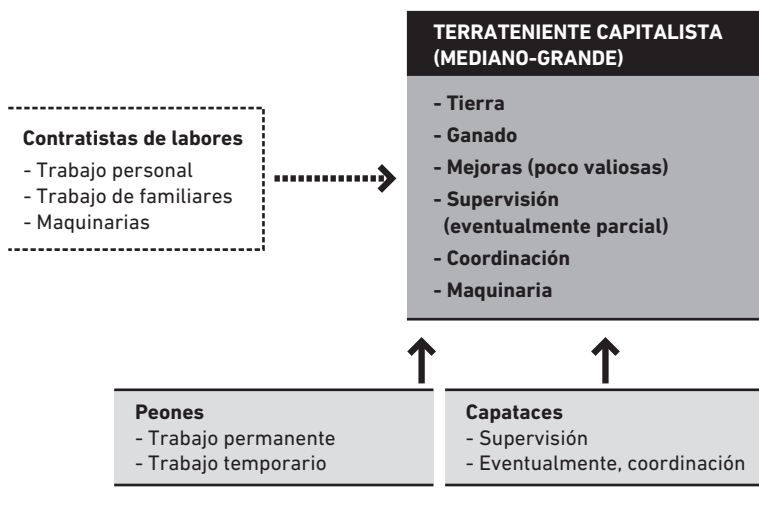 TERRATENIENTE CAPITALISTA
(MEDIANO-GRANDE)
- Tierra
- Ganado
- Mejoras (poco valiosas)
- Supervisión
(eventualmente parcial)
- Coordinación
- Maquinaria
Contratistas de labores
- Trabajo personal
- Trabajo de familiares
- Maquinarias
Peones
- Trabajo permanente
- Trabajo temporario
Capataces
- Supervisión
- Eventualmente, coordinación